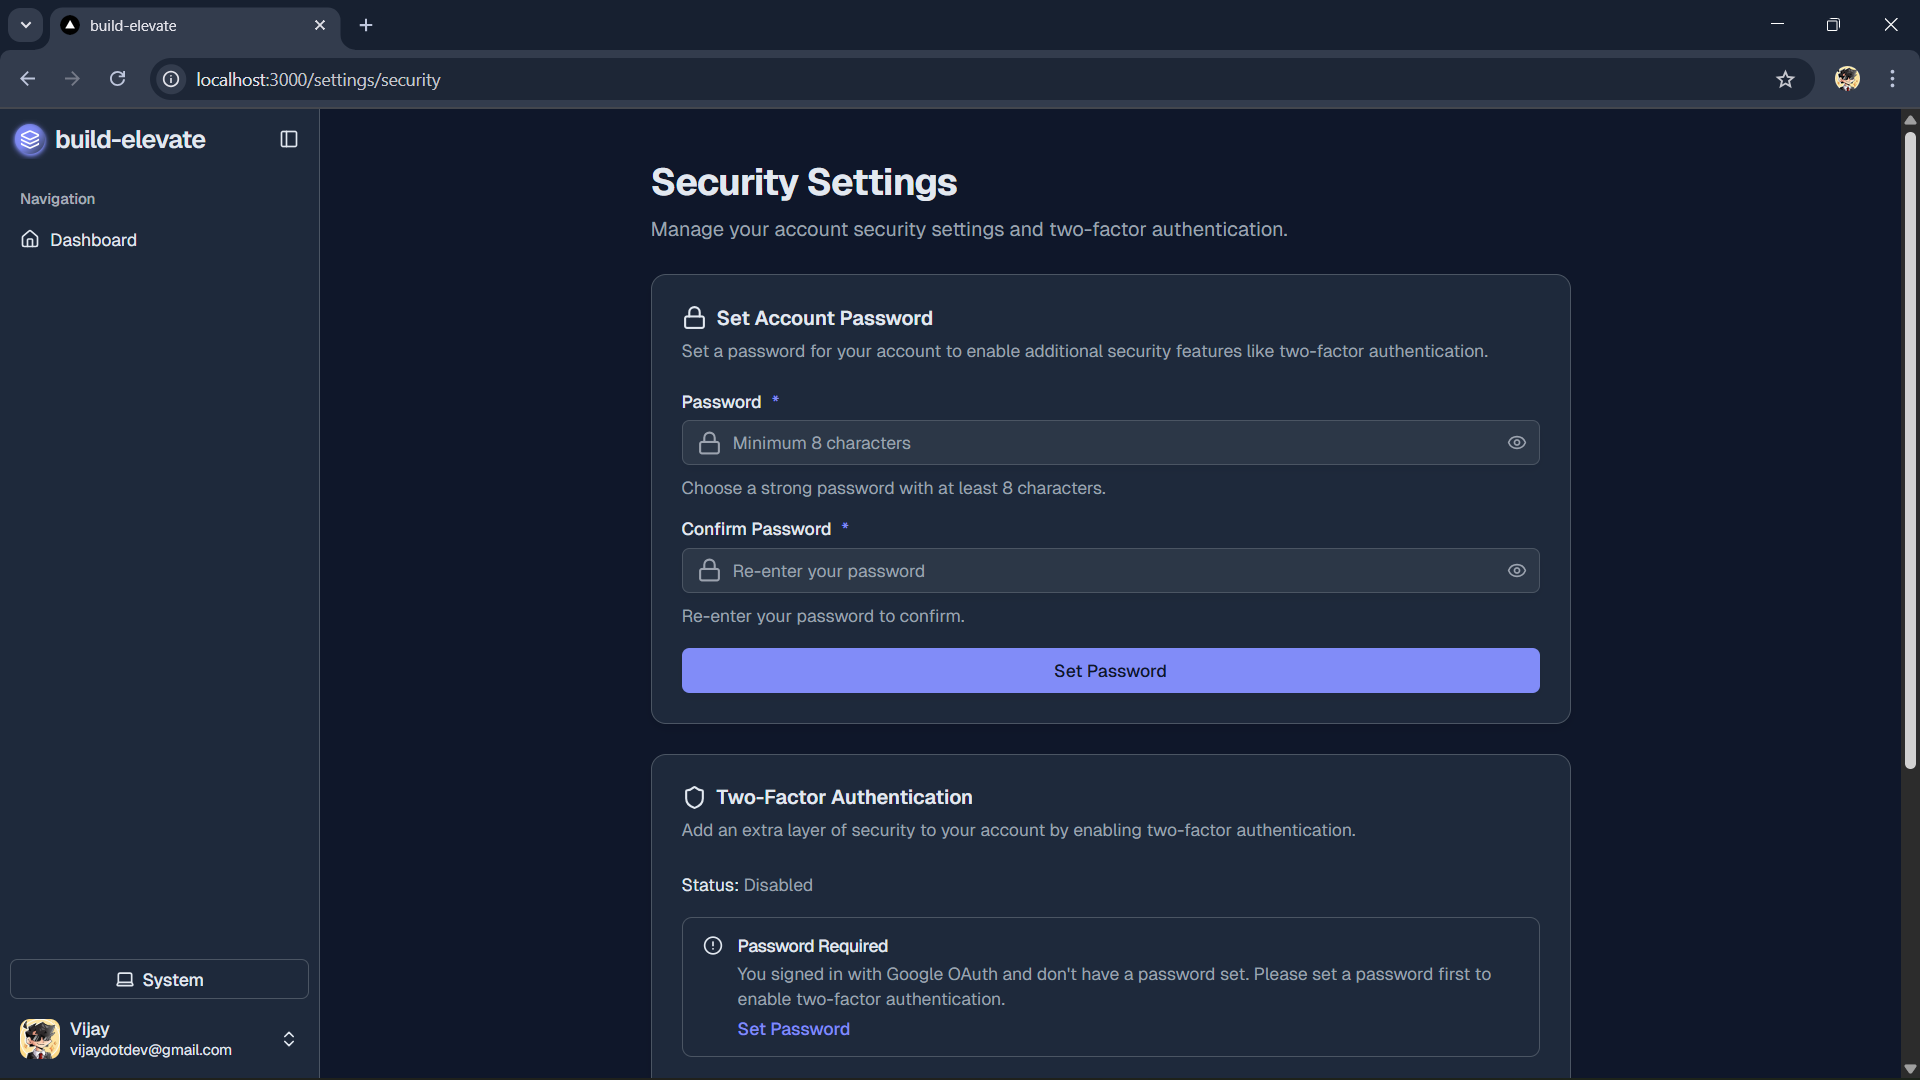 build-elevate
localhost:3000/settings/security
build-elevate
Navigation
Dashboard
System
Vijay
vijaydotdev@gmail.com
Security Settings
Manage your account security settings and two-factor authentication.
Set Account Password
Set a password for your account to enable additional security features like two-factor authentication.
Password *
Minimum 8 characters
Choose a strong password with at least 8 characters.
Confirm Password *
Re-enter your password
Re-enter your password to confirm.
Set Password
Two-Factor Authentication
Add an extra layer of security to your account by enabling two-factor authentication.
Status: Disabled
Password Required
You signed in with Google OAuth and don't have a password set. Please set a password first to
enable two-factor authentication.
Set Password